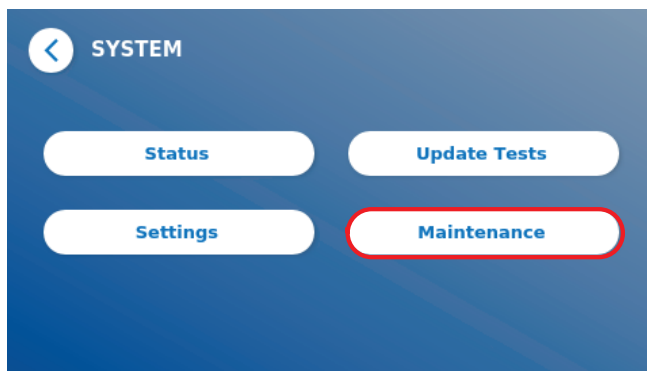 SYSTEM
Status
Update Tests
Settings
Maintenance